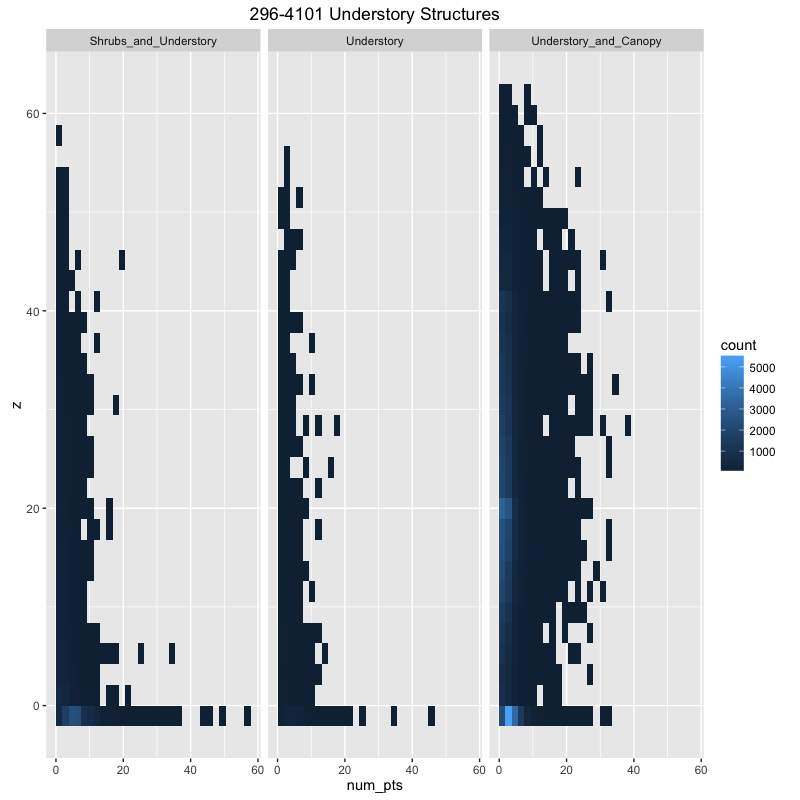 296-4101 Understory Structures
Shrubs_and_Understory
Understory
Understory_and_Canopy
60
40
20
0
z
0 20 40 60
0 20 40 60
0 20 40 60
num_pts
count
5000
4000
3000
2000
1000